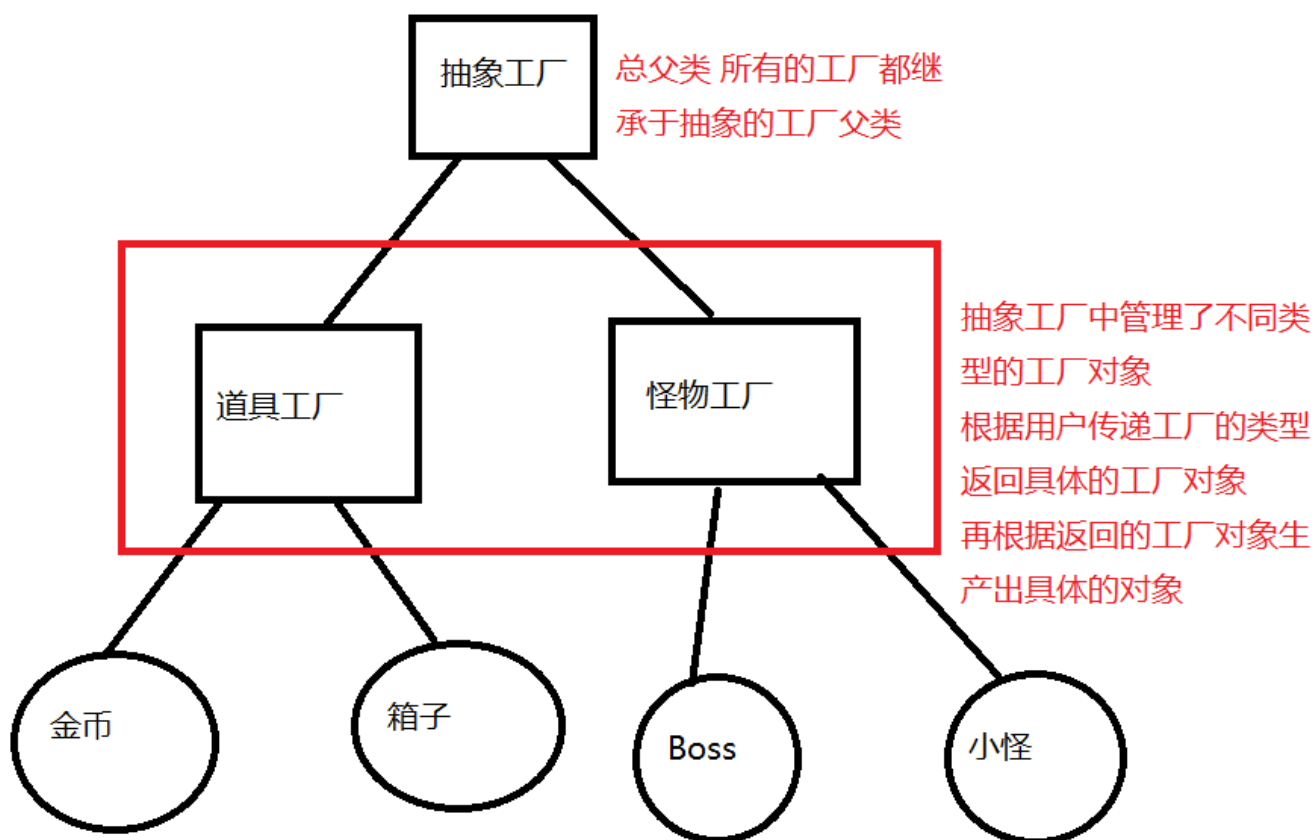 抽象工厂
总父类 所有的工厂都继
承于抽象的工厂父类
道具工厂
怪物工厂
抽象工厂中管理了不同类
型的工厂对象
根据用户传递工厂的类型
返回具体的工厂对象
再根据返回的工厂对象生
产出具体的对象
金币
箱子
Boss
小怪